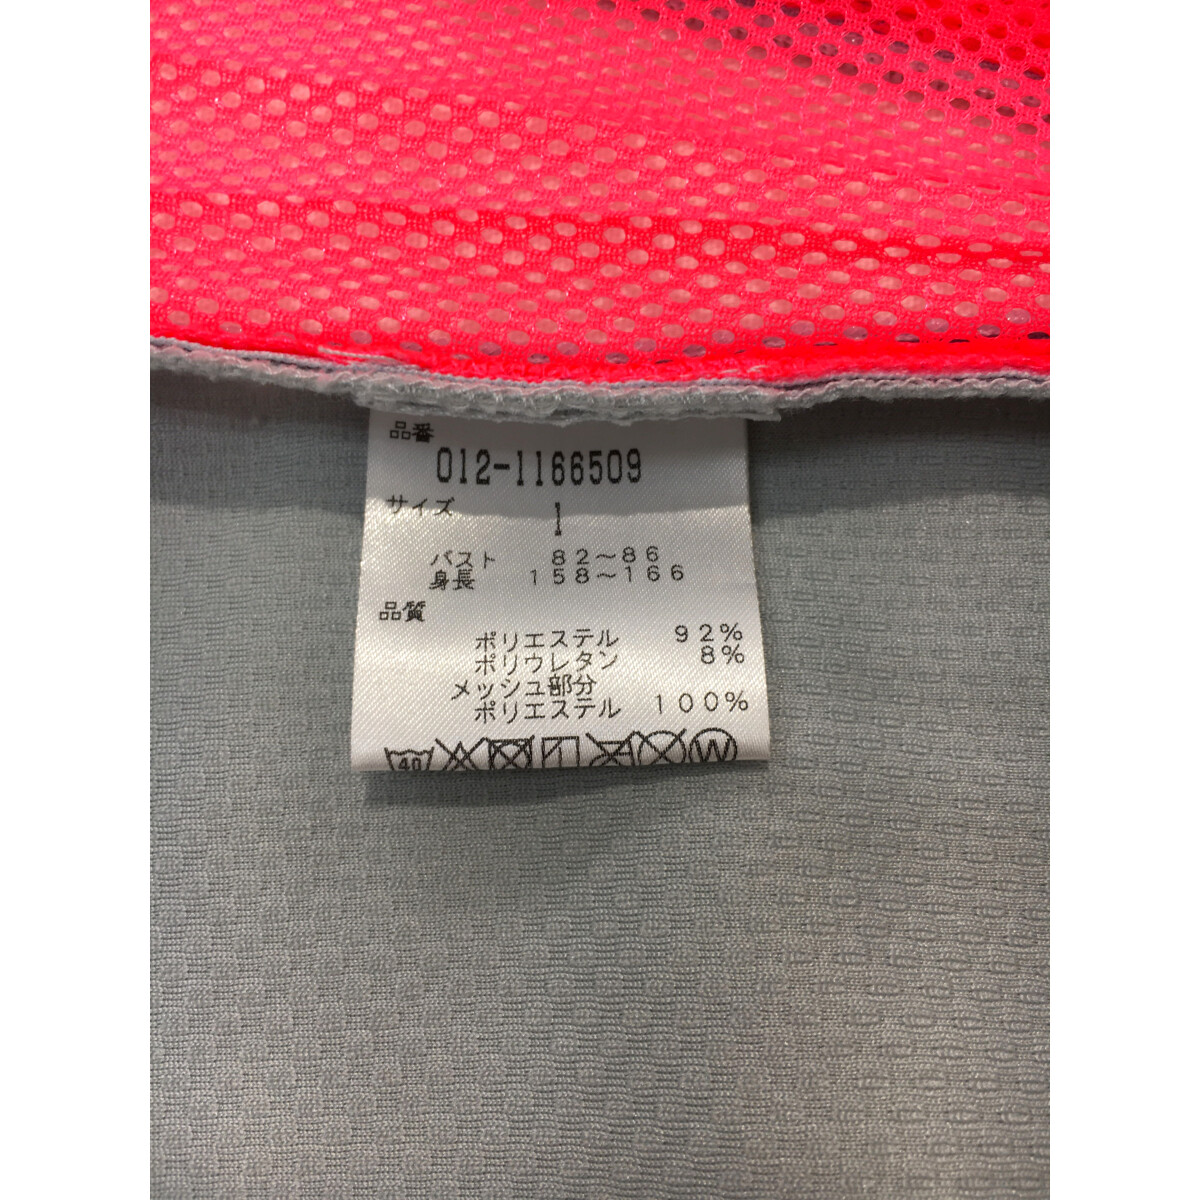 品番
012-1166509
サイズ
1
バスト 82～86
身長 158～166
品質
ポリエステル 92%
ポリウレタン 8%
メッシュ部分
ポリエステル 100%
40 W